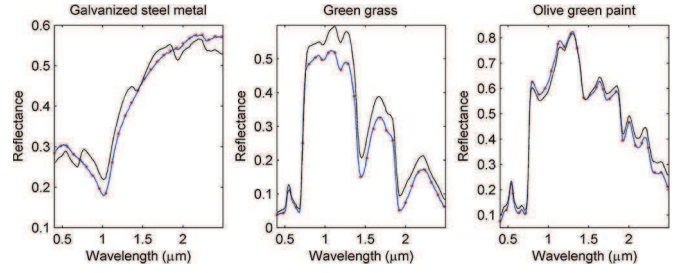 Galvanized steel metal
Green grass
Olive green paint
Reflectance
0.6
0.5
0.4
0.3
0.2
0.1
0.5 1 1.5 2
Wavelength (μm)
Reflectance
0.5
0.4
0.3
0.2
0.1
0
0.5 1 1.5 2
Wavelength (μm)
Reflectance
0.8
0.7
0.6
0.5
0.4
0.3
0.2
0.1
0.5 1 1.5 2
Wavelength (μm)